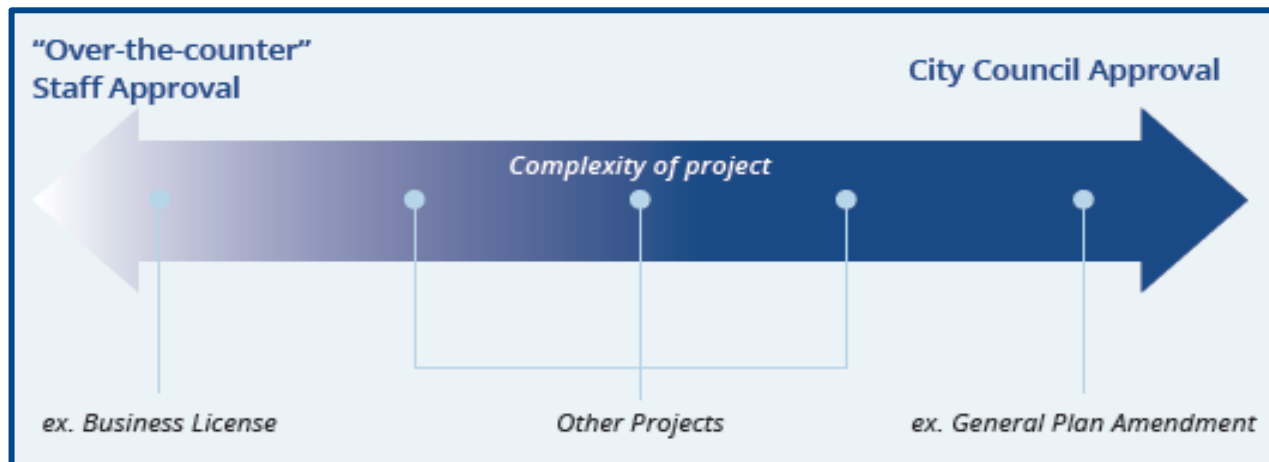 “Over-the-counter”
Staff Approval
City Council Approval
Complexity of project
ex. Business License
Other Projects
ex. General Plan Amendment